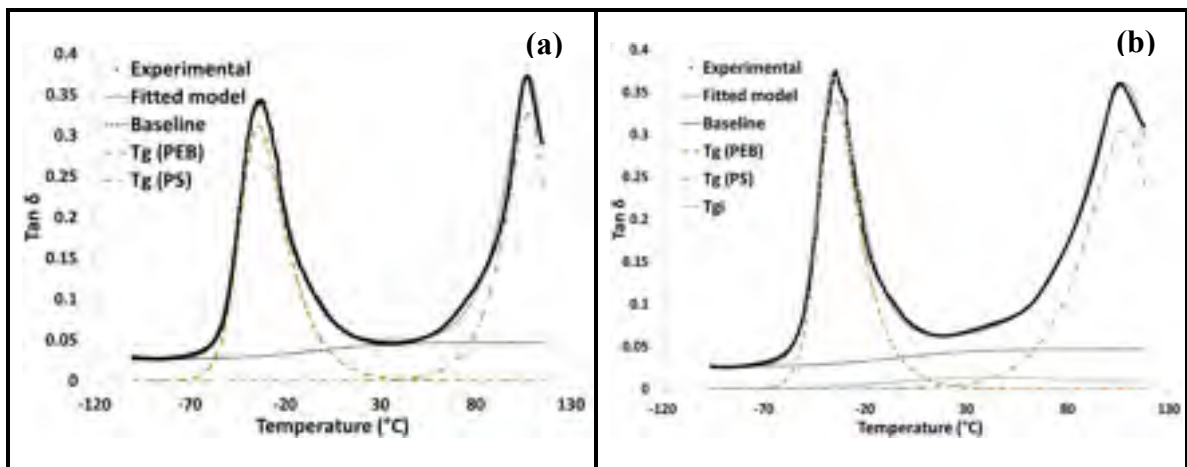 (a)
0.4
Experimental
0.35
Fitted model
0.3
Baseline
0.25
Tg (PEB)
0.2
Tg (PS)
0.15
0.1
0.05
0
Tan δ
-120 -70 -20 30 80 130
Temperature (°C)
(b)
0.4
Experimental
0.35
Fitted model
0.3
Baseline
0.25
Tg (PEB)
0.2
Tg (PS)
0.15
Tgi
0.1
0.05
0
Tan δ
-120 -70 -20 30 80 130
Temperature (°C)